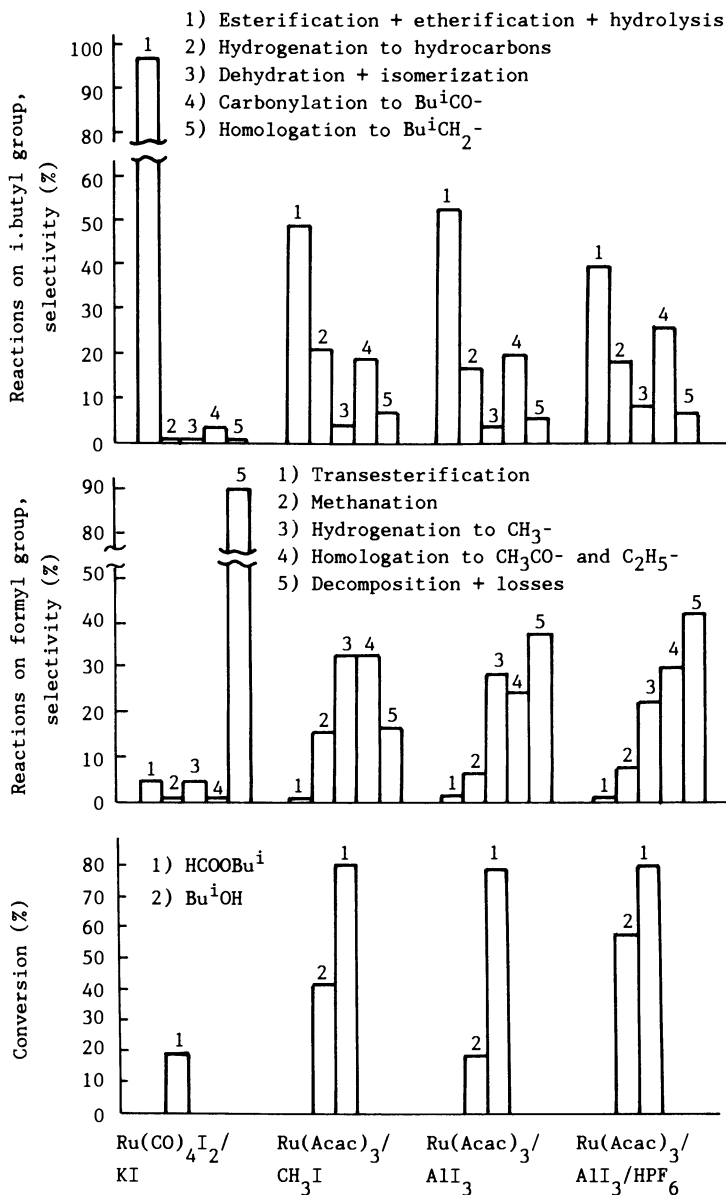 1) Esterification + etherification + hydrolysis
2) Hydrogenation to hydrocarbons
3) Dehydration + isomerization
4) Carbonylation to BuⁱCO-
5) Homologation to BuⁱCH₂-
Reactions on i.butyl group,
selectivity (%)
100
90
80
60
50
40
30
20
10
0
1
2 3 4 5
1
2
3
4
5
1
2
3
4
5
1
2
3
4
5
1) Transesterification
2) Methanation
3) Hydrogenation to CH₃-
4) Homologation to CH₃CO- and C₂H₅-
5) Decomposition + losses
Reactions on formyl group,
selectivity (%)
90
80
50
40
30
20
10
0
1
2
3
4
5
1
2
3
4
5
1
2
3
4
5
1
2
3
4
5
1) HCOOBuⁱ
2) BuⁱOH
Conversion (%)
80
70
60
50
40
30
20
10
0
1
2
1
2
1
2
1
Ru(CO)₄I₂/
KI
Ru(Acac)₃/
CH₃I
Ru(Acac)₃/
AlI₃
Ru(Acac)₃/
AlI₃/HPF₆